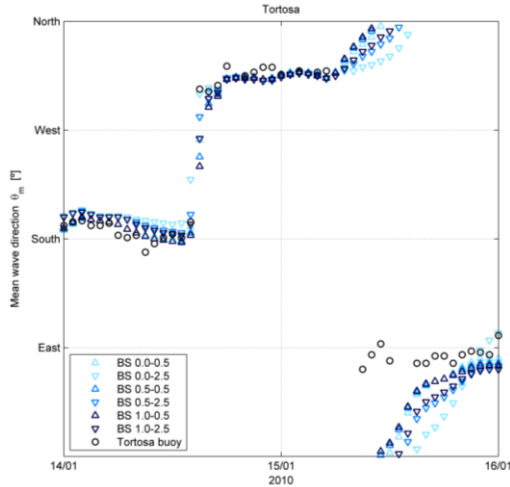 Tortosa
North
West
South
East
Mean wave direction θm [º]
BS 0.0-0.5
BS 0.0-2.5
BS 0.5-0.5
BS 0.5-2.5
BS 1.0-0.5
BS 1.0-2.5
Tortosa buoy
14/01
15/01
16/01
2010